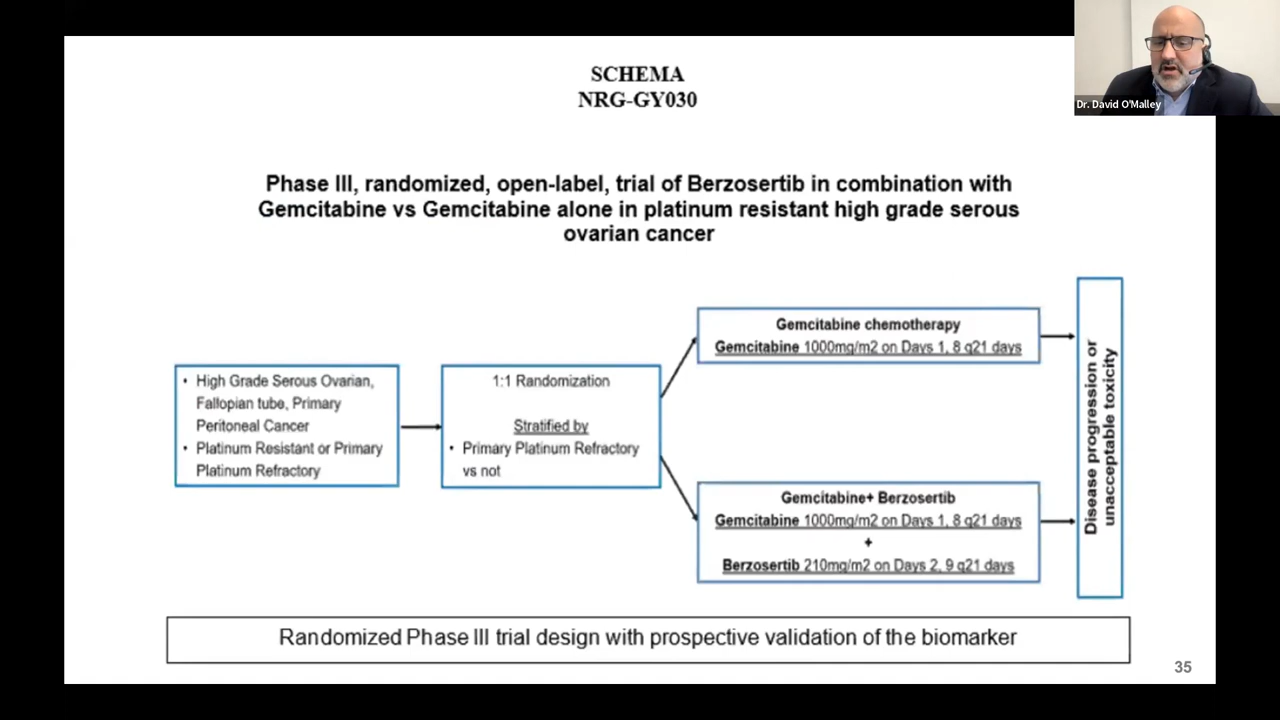 SCHEMA
NRG-GY030
Dr. David O'Malley
Phase III, randomized, open-label, trial of Berzosertib in combination with
Gemcitabine vs Gemcitabine alone in platinum resistant high grade serous
ovarian cancer
• High Grade Serous Ovarian,
Fallopian tube, Primary
Peritoneal Cancer
• Platinum Resistant or Primary
Platinum Refractory
1:1 Randomization
Stratified by
• Primary Platinum Refractory
vs not
Gemcitabine chemotherapy
Gemcitabine 1000mg/m2 on Days 1, 8 q21 days
Gemcitabine+ Berzosertib
Gemcitabine 1000mg/m2 on Days 1, 8 q21 days
+
Berzosertib 210mg/m2 on Days 2, 9 q21 days
Disease progression or
unacceptable toxicity
Randomized Phase III trial design with prospective validation of the biomarker
35